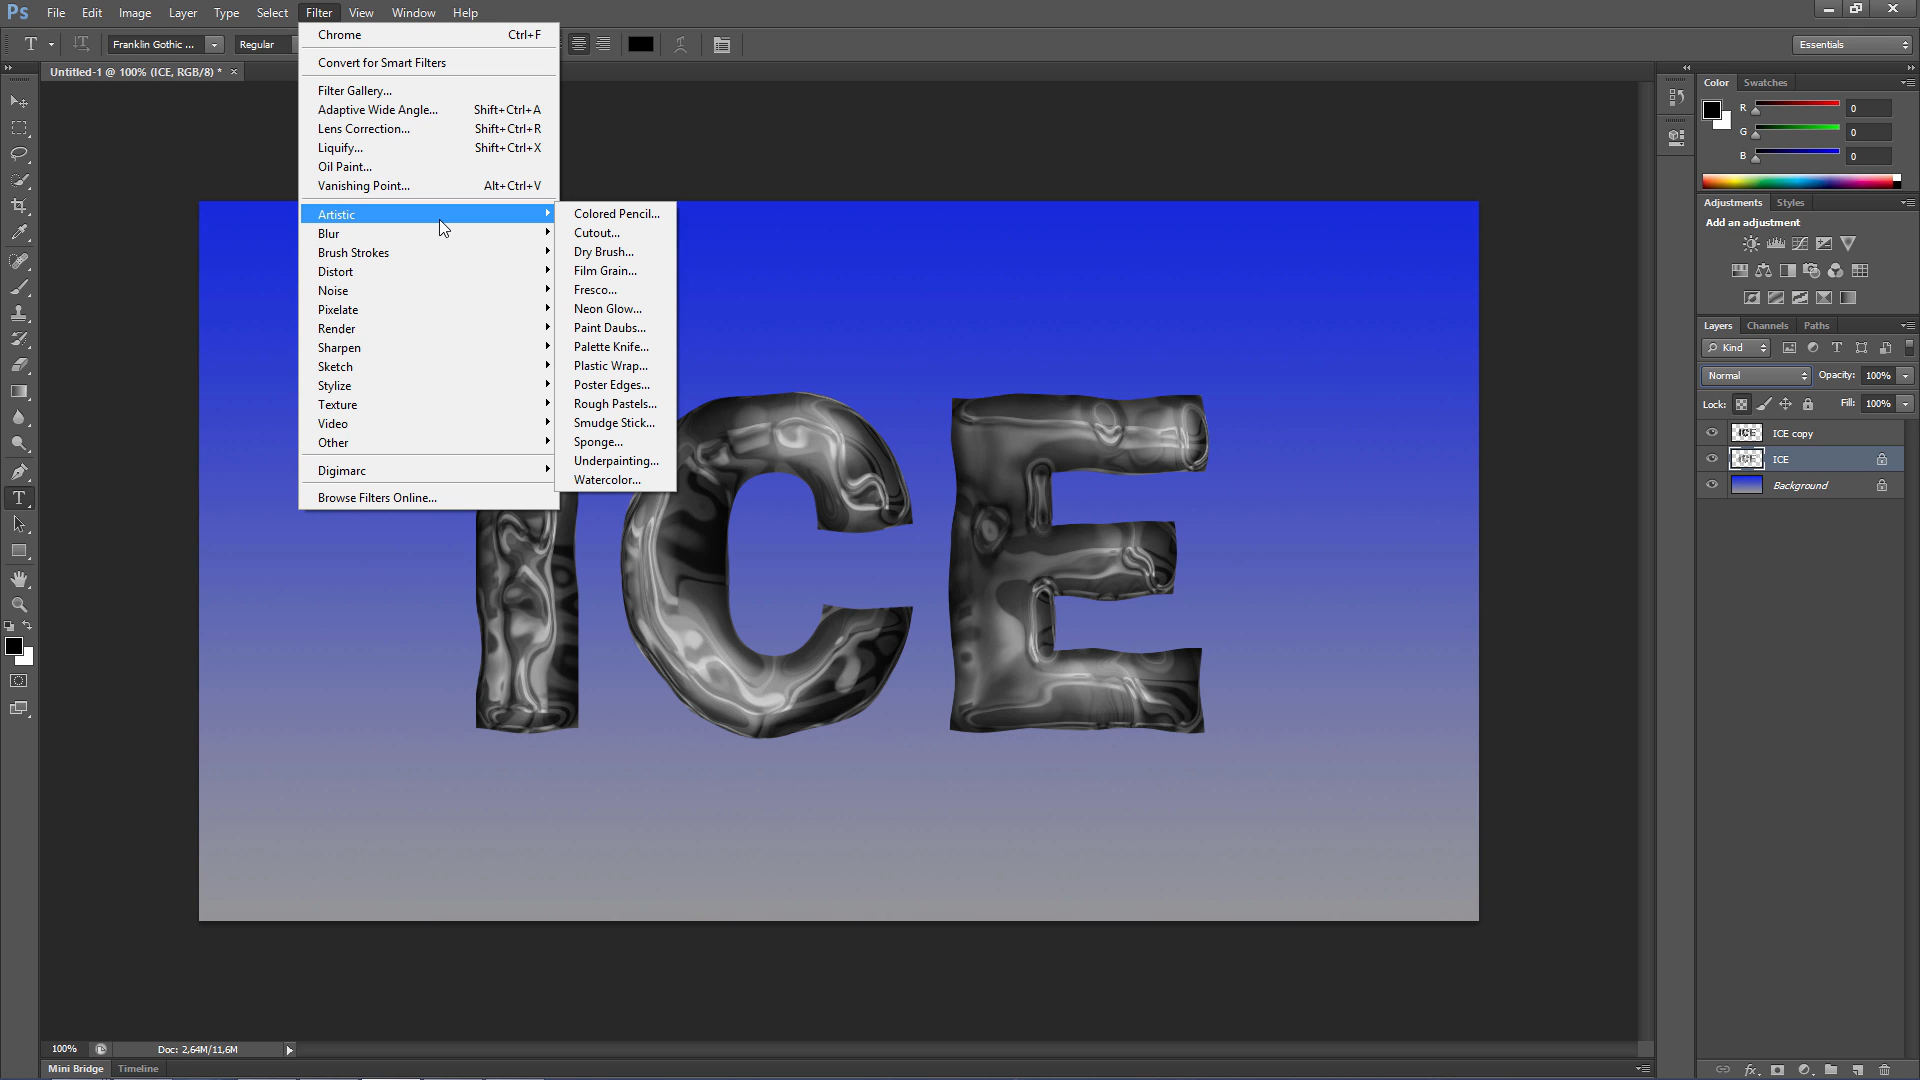 Ps File Edit Image Layer Type Select Filter View Window Help
T T Franklin Gothic ... Regular Essentials
Untitled-1 @ 100% (ICE, RGB/8) * ×
Chrome Ctrl+F
Convert for Smart Filters
Filter Gallery...
Adaptive Wide Angle... Shift+Ctrl+A
Lens Correction... Shift+Ctrl+R
Liquify... Shift+Ctrl+X
Oil Paint...
Vanishing Point... Alt+Ctrl+V
Artistic
Blur
Brush Strokes
Distort
Noise
Pixelate
Render
Sharpen
Sketch
Stylize
Texture
Video
Other
Digimarc
Browse Filters Online...
Colored Pencil...
Cutout...
Dry Brush...
Film Grain...
Fresco...
Neon Glow...
Paint Daubs...
Palette Knife...
Plastic Wrap...
Poster Edges...
Rough Pastels...
Smudge Stick...
Sponge...
Underpainting...
Watercolor...
ICE
Color Swatches
R 0
G 0
B 0
Adjustments Styles
Add an adjustment
Layers Channels Paths
Kind T
Normal Opacity: 100%
Lock: Fill: 100%
ICE ICE copy
ICE ICE
Background
T
100% Doc: 2,64M/11,6M
Mini Bridge Timeline
fx.